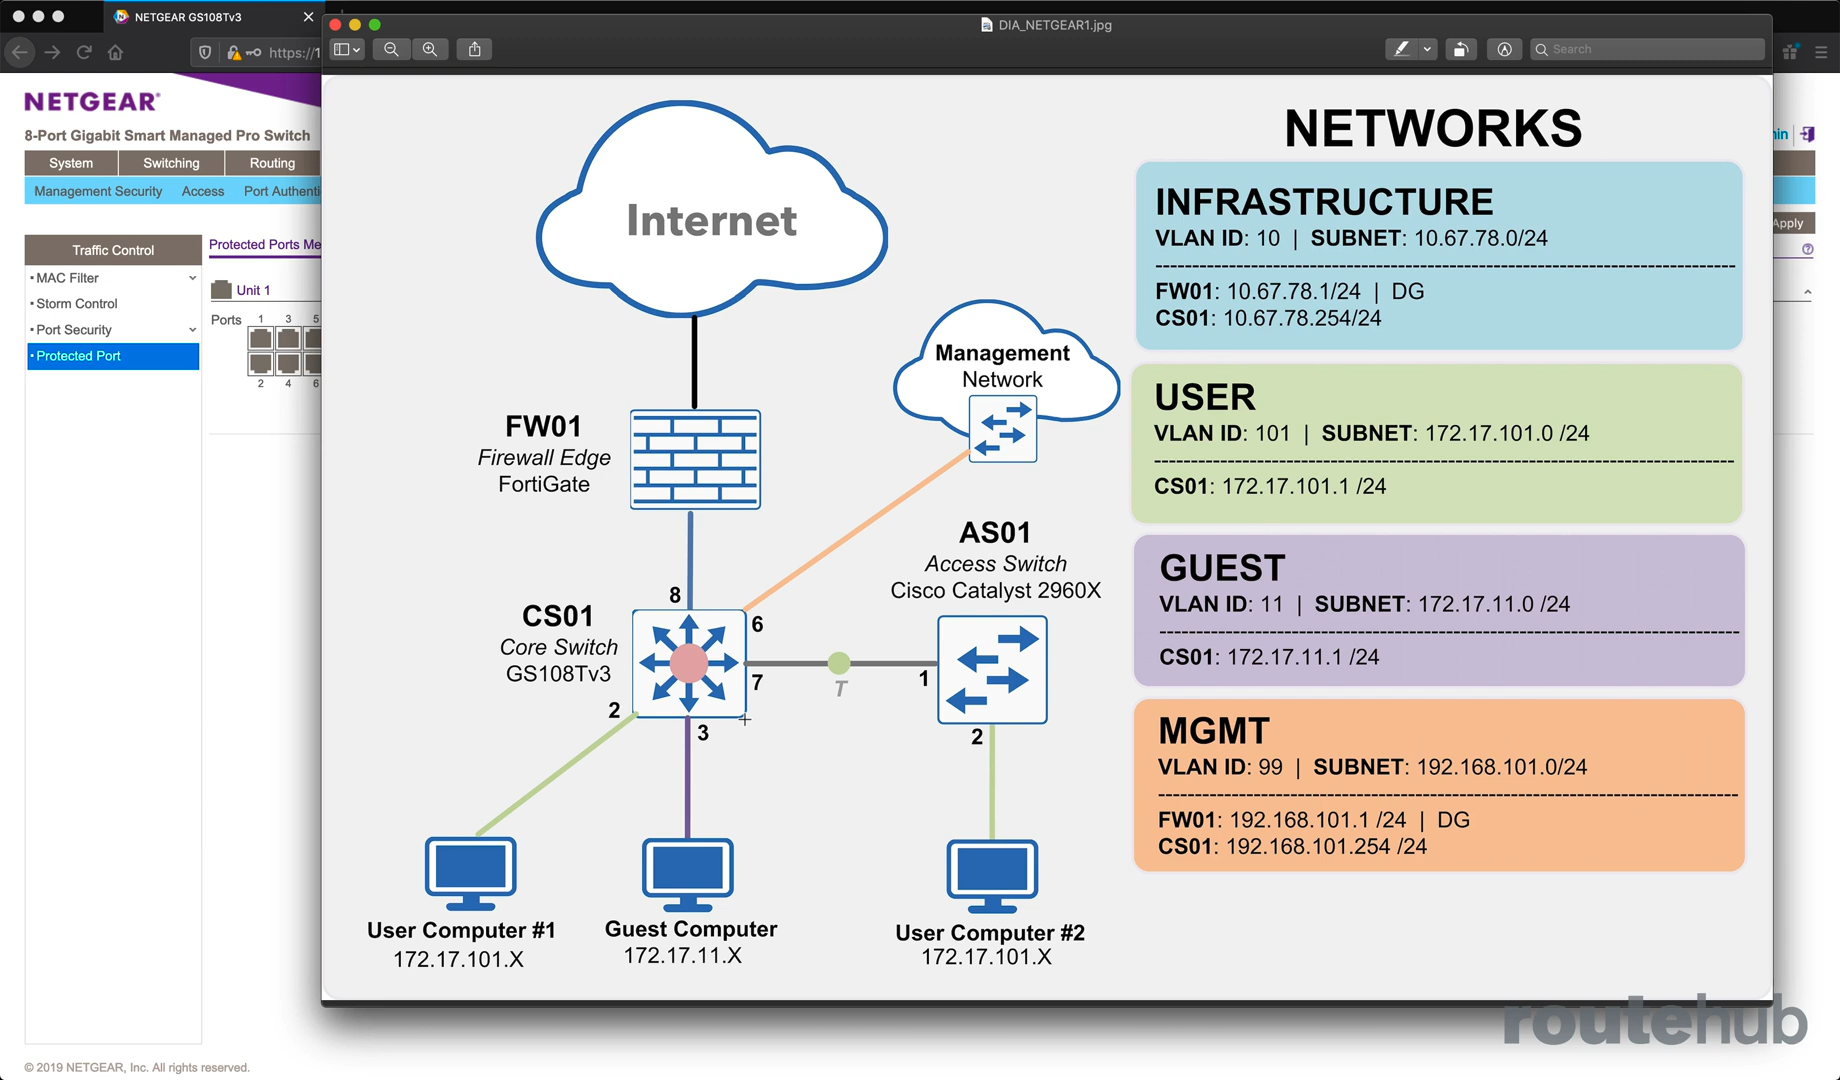 NETGEAR GS108Tv3
DIA_NETGEAR1.jpg
https://1
Search
NETGEAR®
8-Port Gigabit Smart Managed Pro Switch
System
Switching
Routing
Management Security
Access
Port Authenti
Apply
Traffic Control
MAC Filter
Storm Control
Port Security
Protected Port
Protected Ports Me
Unit 1
Ports
1
3
5
2
4
6
Internet
Management
Network
FW01
Firewall Edge
FortiGate
AS01
Access Switch
Cisco Catalyst 2960X
CS01
Core Switch
GS108Tv3
8
6
7
T
1
2
3
2
User Computer #1
172.17.101.X
Guest Computer
172.17.11.X
User Computer #2
172.17.101.X
NETWORKS
INFRASTRUCTURE
VLAN ID: 10 | SUBNET: 10.67.78.0/24
FW01: 10.67.78.1/24 | DG
CS01: 10.67.78.254/24
USER
VLAN ID: 101 | SUBNET: 172.17.101.0 /24
CS01: 172.17.101.1 /24
GUEST
VLAN ID: 11 | SUBNET: 172.17.11.0 /24
CS01: 172.17.11.1 /24
MGMT
VLAN ID: 99 | SUBNET: 192.168.101.0/24
FW01: 192.168.101.1 /24 | DG
CS01: 192.168.101.254 /24
routehub
© 2019 NETGEAR, Inc. All rights reserved.